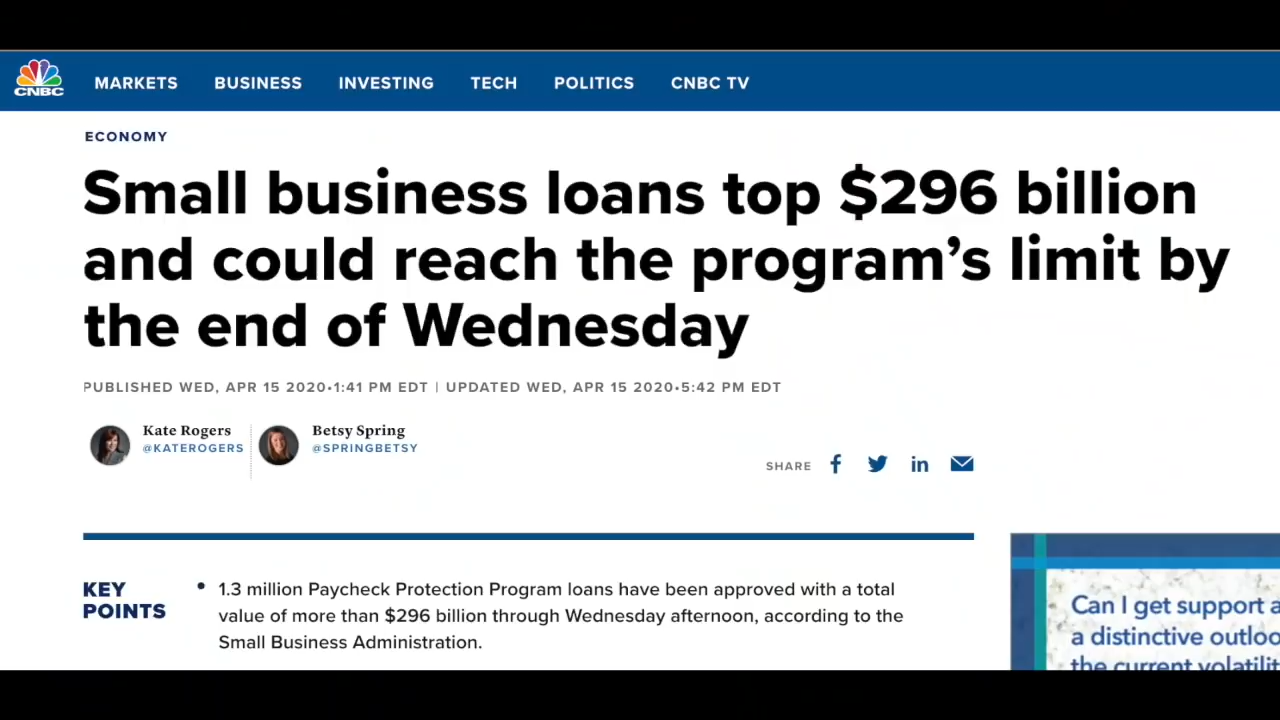 CNBC
MARKETS BUSINESS INVESTING TECH POLITICS CNBC TV
ECONOMY
Small business loans top $296 billion
and could reach the program’s limit by
the end of Wednesday
PUBLISHED WED, APR 15 2020•1:41 PM EDT | UPDATED WED, APR 15 2020•5:42 PM EDT
Kate Rogers
@KATEROGERS
Betsy Spring
@SPRINGBETSY
SHARE
KEY
POINTS
• 1.3 million Paycheck Protection Program loans have been approved with a total
value of more than $296 billion through Wednesday afternoon, according to the
Small Business Administration.
Can I get support a
a distinctive outloo
the current volatilit